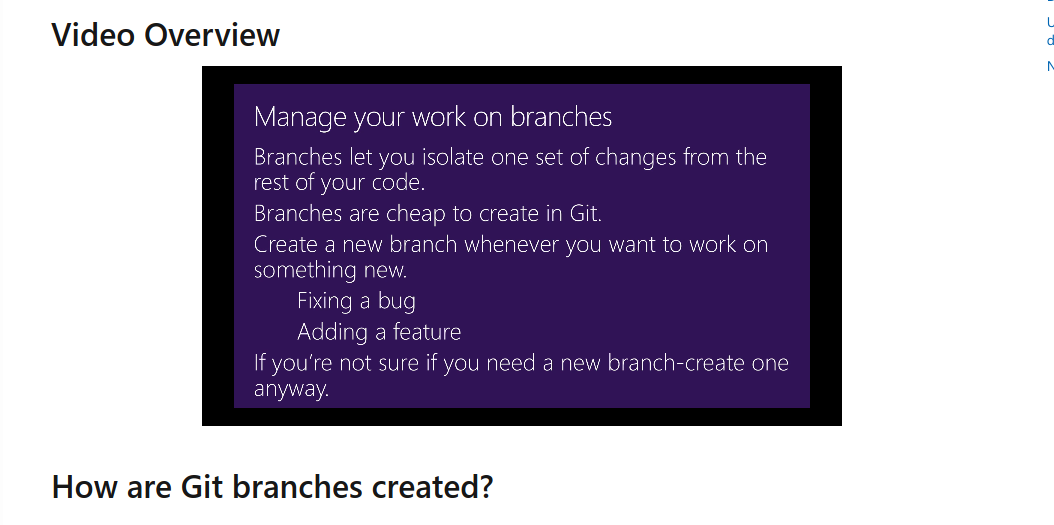 Video Overview
Manage your work on branches
Branches let you isolate one set of changes from the
rest of your code.
Branches are cheap to create in Git.
Create a new branch whenever you want to work on
something new.
Fixing a bug
Adding a feature
If you're not sure if you need a new branch-create one
anyway.
How are Git branches created?